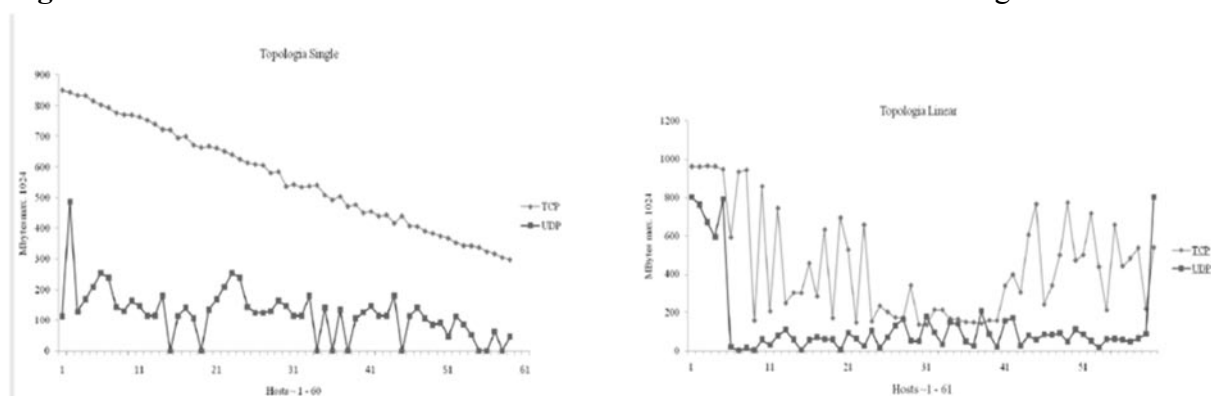 Topologia Single
900
800
700
600
500
400
300
200
100
0
Mbytes max. 1024
1 11 21 31 41 51 61
Hosts - 1 - 60
TCP
UDP
Topologia Linear
1200
1000
800
600
400
200
0
MBytes max. 1024
1 11 21 31 41 51
Hosts - 1 - 61
TCP
UDP